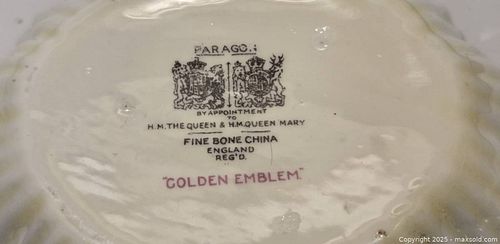 PARAGON
BY APPOINTMENT
TO
H.M. THE QUEEN & H.M. QUEEN MARY
FINE BONE CHINA
ENGLAND
REG'D.
"GOLDEN EMBLEM."
Copyright 2025 - maxsold.com